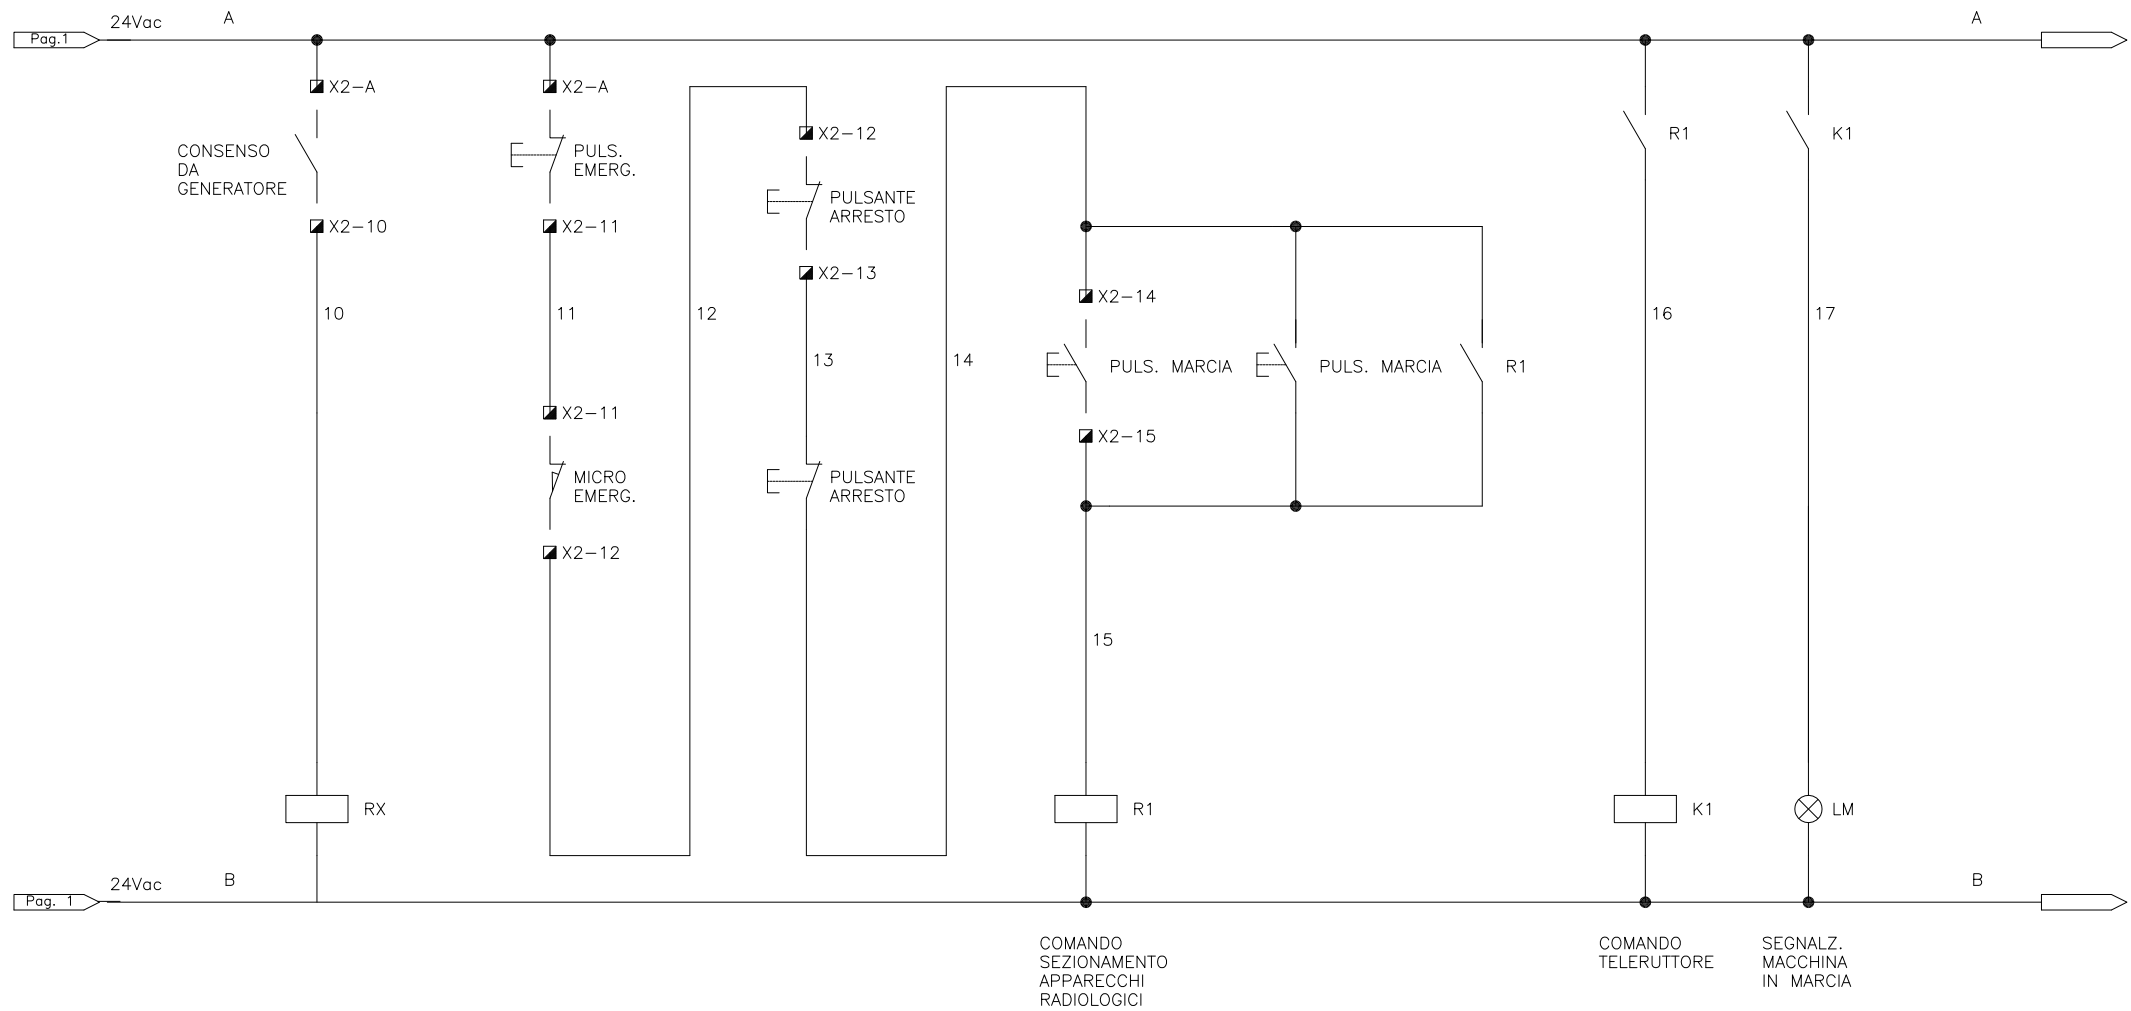 24Vac
A
A
Pag.1
X2-A
X2-A
X2-12
R1
K1
CONSENSO
DA
GENERATORE
PULS.
EMERG.
PULSANTE
ARRESTO
X2-10
X2-11
X2-13
X2-14
10
11
12
13
14
16
17
PULS. MARCIA
PULS. MARCIA
R1
X2-11
X2-15
MICRO
EMERG.
PULSANTE
ARRESTO
X2-12
15
RX
R1
K1
LM
24Vac
B
B
Pag. 1
COMANDO
SEZIONAMENTO
APPARECCHI
RADIOLOGICI
COMANDO
TELERUTTORE
SEGNALZ.
MACCHINA
IN MARCIA